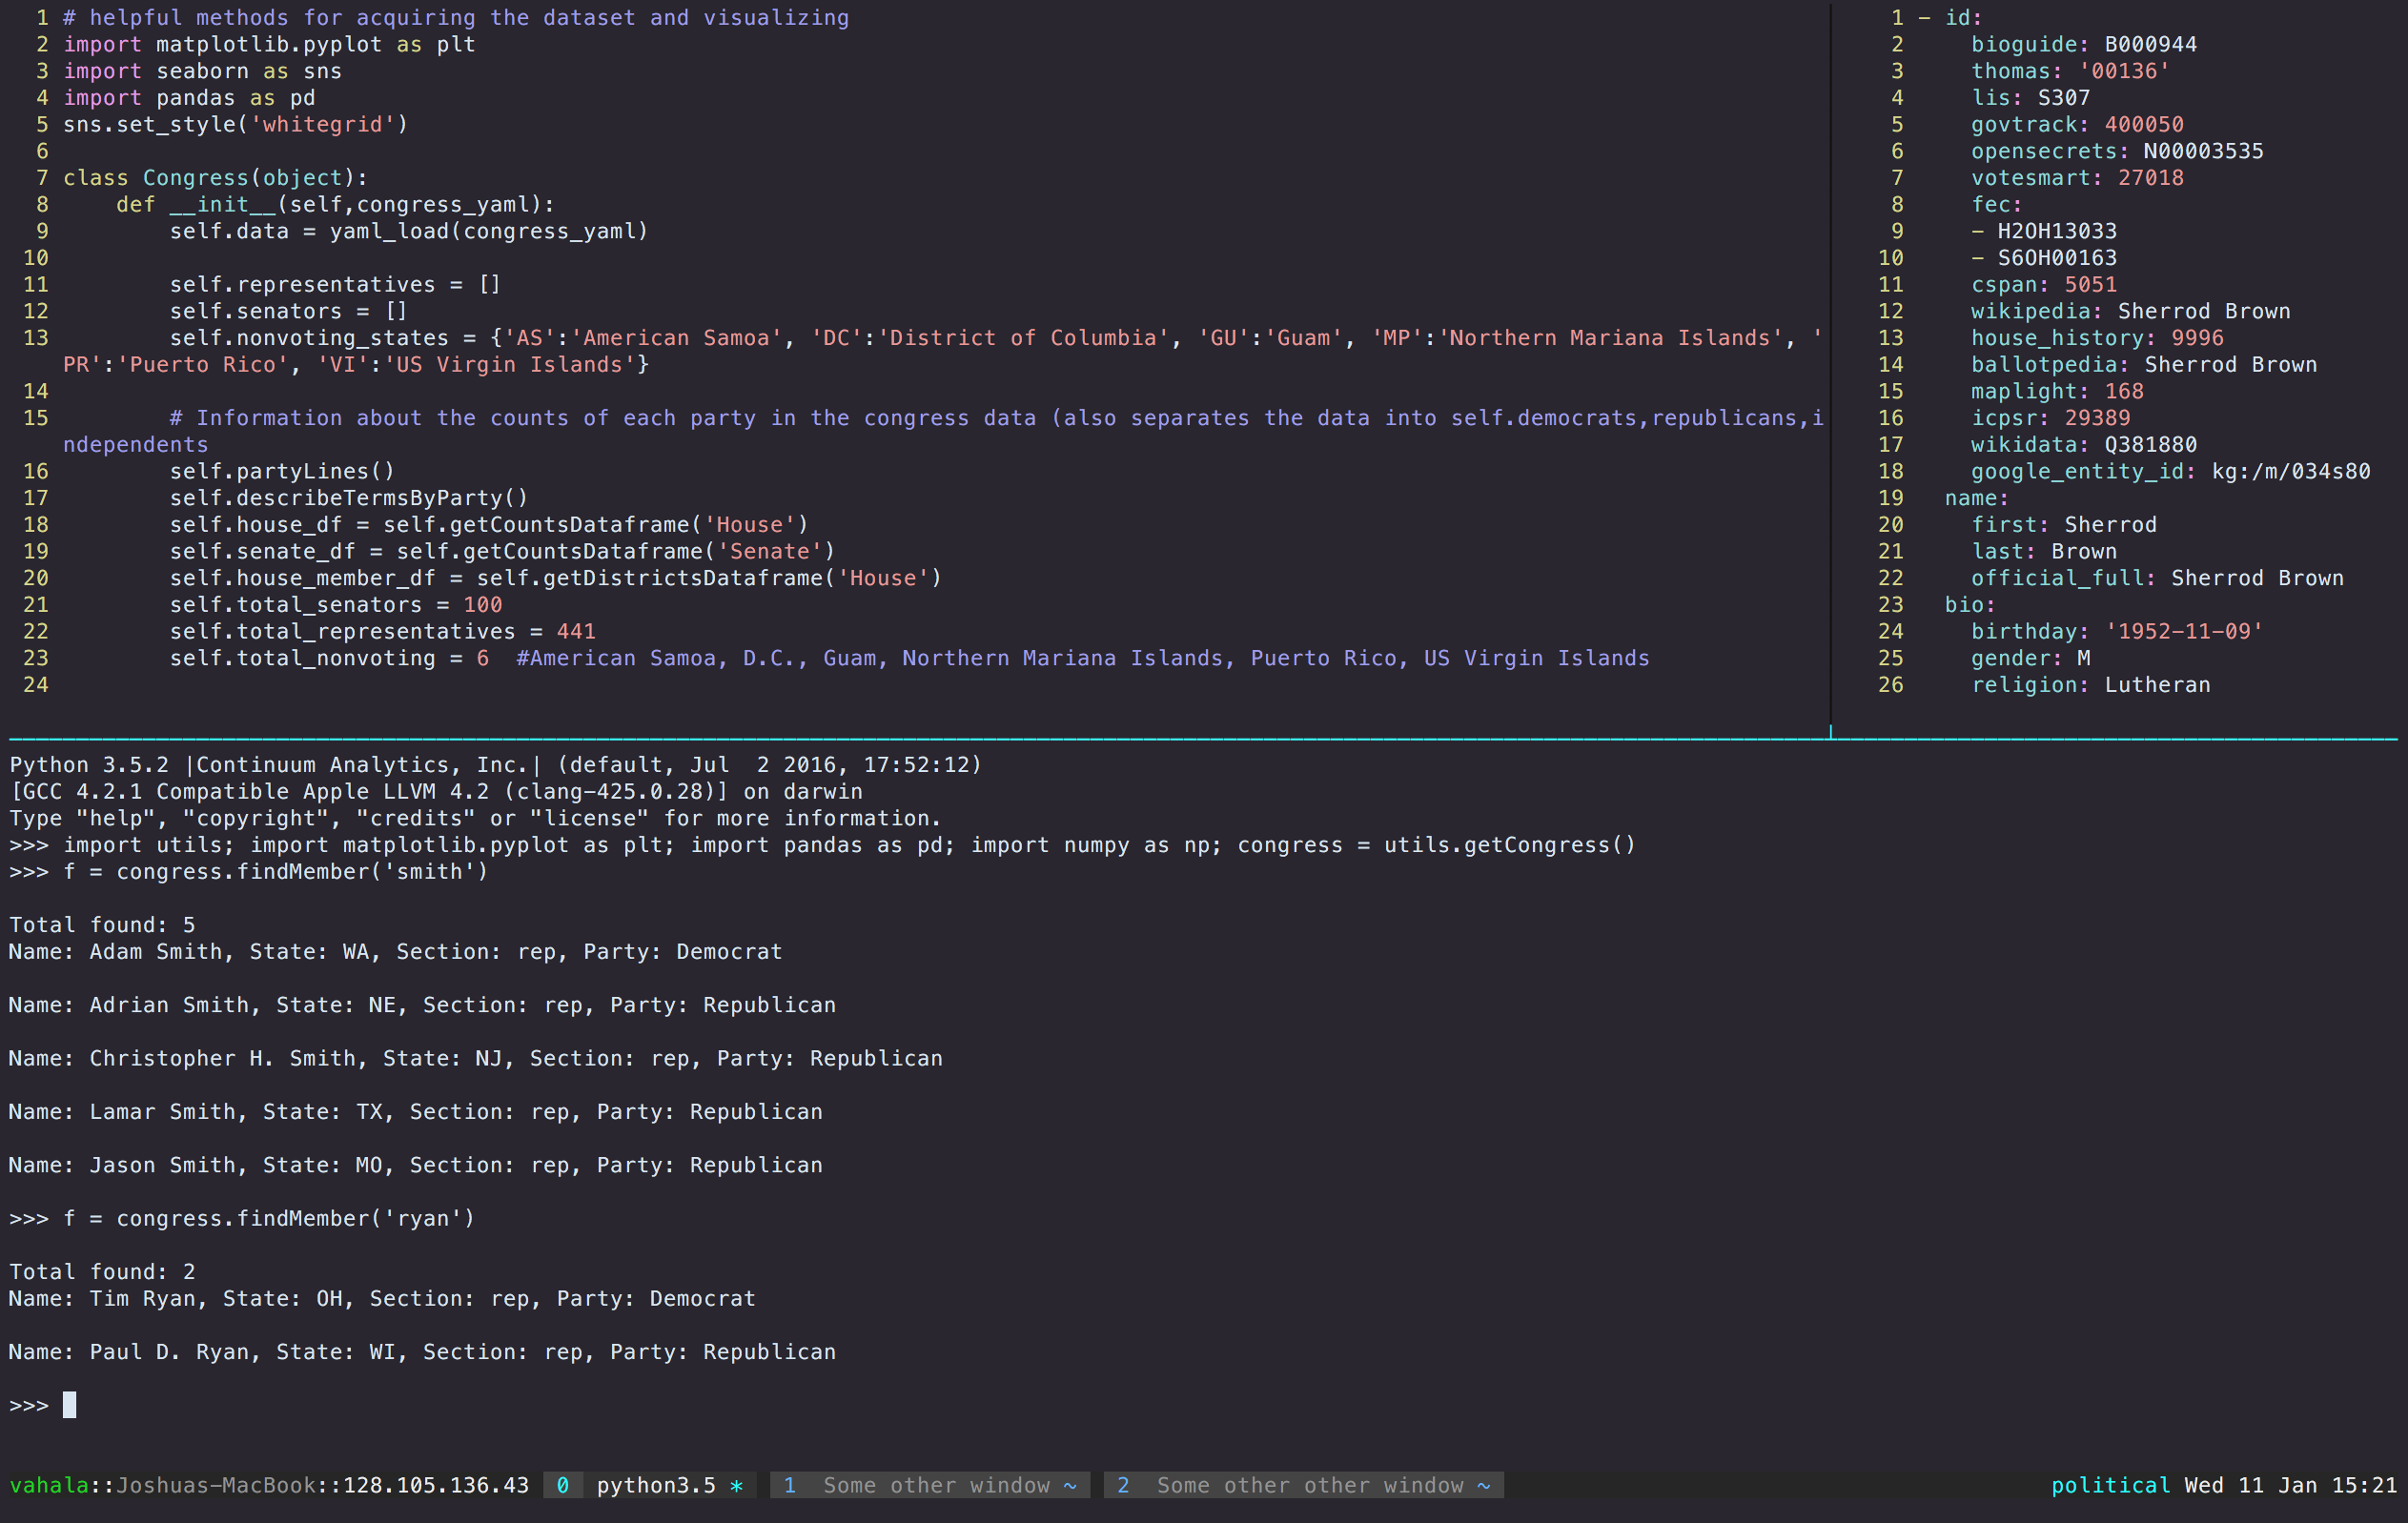 1 # helpful methods for acquiring the dataset and visualizing
2 import matplotlib.pyplot as plt
3 import seaborn as sns
4 import pandas as pd
5 sns.set_style('whitegrid')
6
7 class Congress(object):
8     def __init__(self,congress_yaml):
9         self.data = yaml_load(congress_yaml)
10
11         self.representatives = []
12         self.senators = []
13         self.nonvoting_states = {'AS':'American Samoa', 'DC':'District of Columbia', 'GU':'Guam', 'MP':'Northern Mariana Islands', '
PR':'Puerto Rico', 'VI':'US Virgin Islands'}
14
15         # Information about the counts of each party in the congress data (also separates the data into self.democrats,republicans,i
ndependents
16         self.partyLines()
17         self.describeTermsByParty()
18         self.house_df = self.getCountsDataframe('House')
19         self.senate_df = self.getCountsDataframe('Senate')
20         self.house_member_df = self.getDistrictsDataframe('House')
21         self.total_senators = 100
22         self.total_representatives = 441
23         self.total_nonvoting = 6  #American Samoa, D.C., Guam, Northern Mariana Islands, Puerto Rico, US Virgin Islands
24
1 - id:
2     bioguide: B000944
3     thomas: '00136'
4     lis: S307
5     govtrack: 400050
6     opensecrets: N00003535
7     votesmart: 27018
8     fec:
9     - H2OH13033
10     - S6OH00163
11     cspan: 5051
12     wikipedia: Sherrod Brown
13     house_history: 9996
14     ballotpedia: Sherrod Brown
15     maplight: 168
16     icpsr: 29389
17     wikidata: Q381880
18     google_entity_id: kg:/m/034s80
19   name:
20     first: Sherrod
21     last: Brown
22     official_full: Sherrod Brown
23   bio:
24     birthday: '1952-11-09'
25     gender: M
26     religion: Lutheran
Python 3.5.2 |Continuum Analytics, Inc.| (default, Jul  2 2016, 17:52:12)
[GCC 4.2.1 Compatible Apple LLVM 4.2 (clang-425.0.28)] on darwin
Type "help", "copyright", "credits" or "license" for more information.
>>> import utils; import matplotlib.pyplot as plt; import pandas as pd; import numpy as np; congress = utils.getCongress()
>>> f = congress.findMember('smith')
Total found: 5
Name: Adam Smith, State: WA, Section: rep, Party: Democrat
Name: Adrian Smith, State: NE, Section: rep, Party: Republican
Name: Christopher H. Smith, State: NJ, Section: rep, Party: Republican
Name: Lamar Smith, State: TX, Section: rep, Party: Republican
Name: Jason Smith, State: MO, Section: rep, Party: Republican
>>> f = congress.findMember('ryan')
Total found: 2
Name: Tim Ryan, State: OH, Section: rep, Party: Democrat
Name: Paul D. Ryan, State: WI, Section: rep, Party: Republican
>>>
vahala::Joshuas-MacBook::128.105.136.43 0 python3.5 * 1 Some other window ~ 2 Some other other window ~ political Wed 11 Jan 15:21